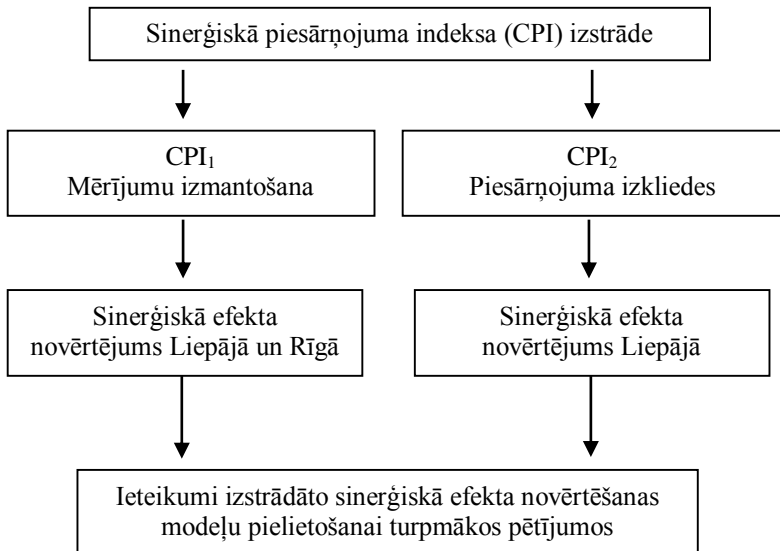 Sinerģiskā piesārņojuma indeksa (CPI) izstrāde
CPI₁
Mērījumu izmantošana
CPI₂
Piesārņojuma izkliedes
Sinerģiskā efekta
novērtējums Liepājā un Rīgā
Sinerģiskā efekta
novērtējums Liepājā
Ieteikumi izstrādāto sinerģiskā efekta novērtēšanas
modeļu pielietošanai turpmākos pētījumos